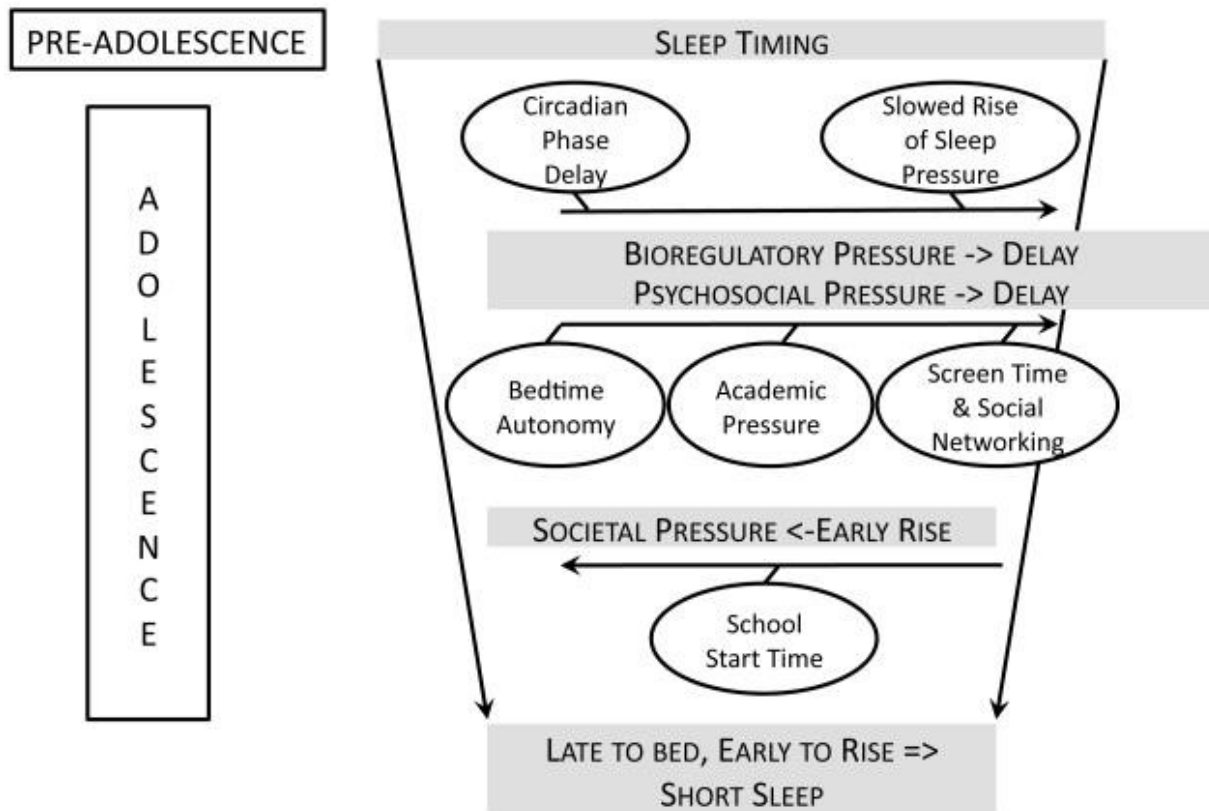 PRE-ADOLESCENCE
SLEEP TIMING
Circadian
Phase
Delay
Slowed Rise
of Sleep
Pressure
A
D
O
L
E
S
C
E
N
C
E
BIOREGULATORY PRESSURE -> DELAY
PSYCHOSOCIAL PRESSURE -> DELAY
Bedtime
Autonomy
Academic
Pressure
Screen Time
& Social
Networking
SOCIETAL PRESSURE <-EARLY RISE
School
Start Time
LATE TO BED, EARLY TO RISE =>
SHORT SLEEP